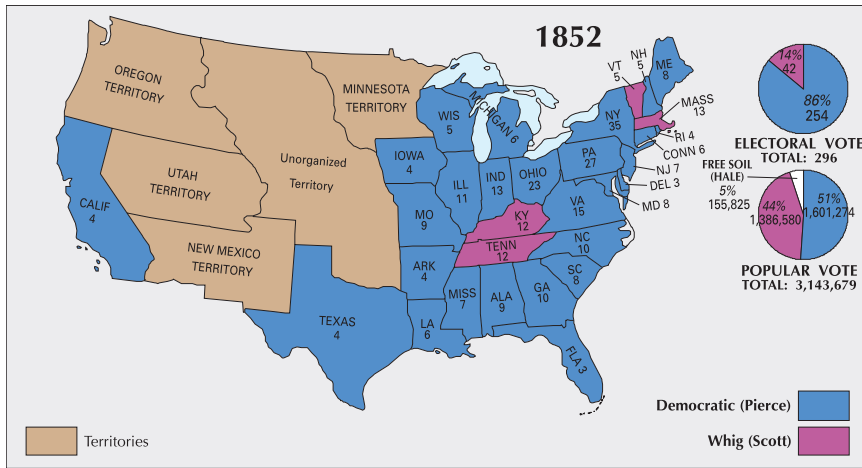 1852
OREGON
TERRITORY
MINNESOTA
TERRITORY
Unorganized
Territory
UTAH
TERRITORY
NEW MEXICO
TERRITORY
CALIF
4
TEXAS
4
WIS
5
MICHIGAN 6
IOWA
4
ILL
11
IND
13
OHIO
23
MO
9
KY
12
TENN
12
ARK
4
LA
6
MISS
7
ALA
9
GA
10
FLA 3
SC
8
NC
10
VA
15
PA
27
NY
35
VT
5
NH
5
ME
8
MASS
13
RI 4
CONN 6
NJ 7
DEL 3
MD 8
14%
42
86%
254
ELECTORAL VOTE
TOTAL: 296
FREE SOIL
(HALE)
5%
155,825
44%
1,386,580
51%
1,601,274
POPULAR VOTE
TOTAL: 3,143,679
Democratic (Pierce)
Whig (Scott)
Territories